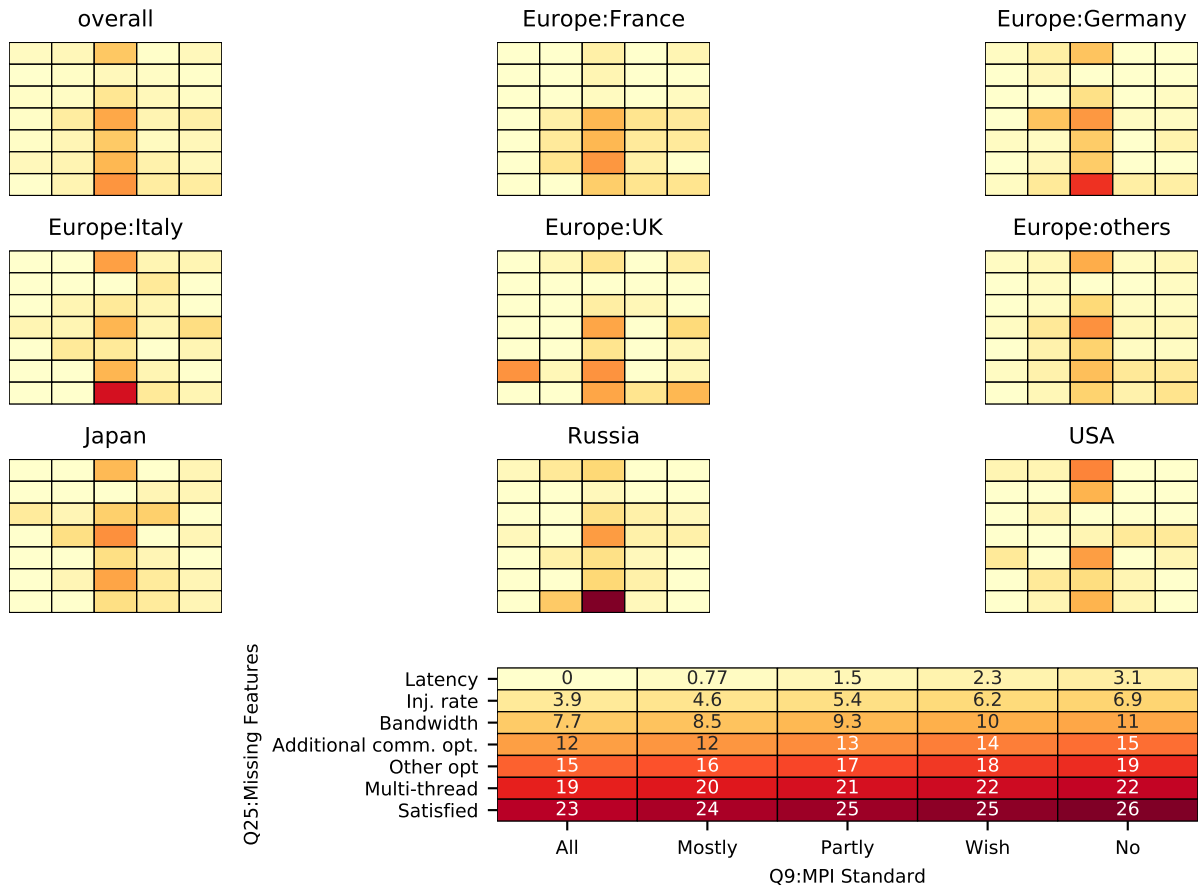 overall
Europe:France
Europe:Germany
Europe:Italy
Europe:UK
Europe:others
Japan
Russia
USA
Q25:Missing Features
Latency 0 0.77 1.5 2.3 3.1
Inj. rate 3.9 4.6 5.4 6.2 6.9
Bandwidth 7.7 8.5 9.3 10 11
Additional comm. opt. 12 12 13 14 15
Other opt 15 16 17 18 19
Multi-thread 19 20 21 22 22
Satisfied 23 24 25 25 26
All Mostly Partly Wish No
Q9:MPI Standard